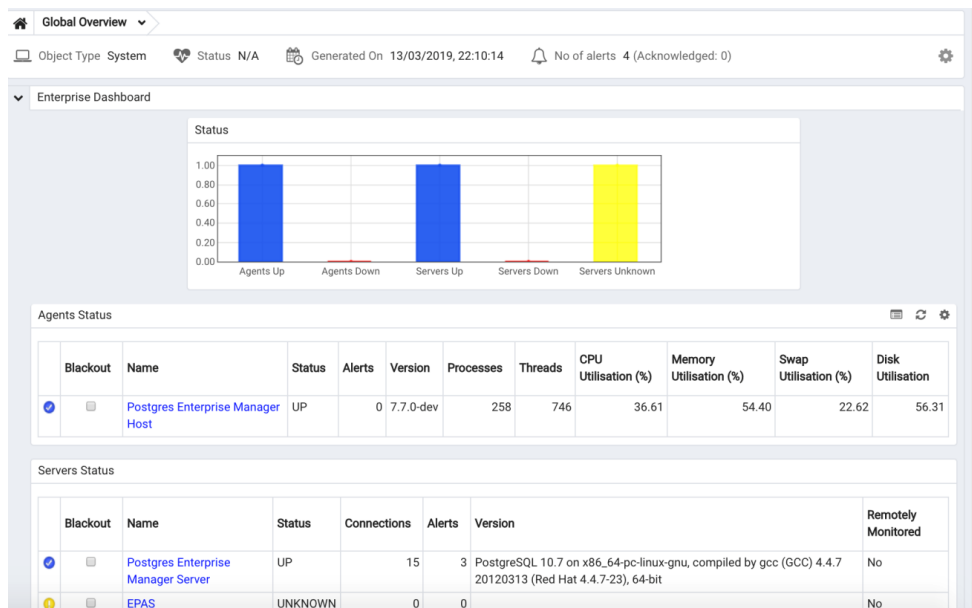 Global Overview
Object Type System Status N/A Generated On 13/03/2019, 22:10:14 No of alerts 4 (Acknowledged: 0)
Enterprise Dashboard
Status
1.00
0.80
0.60
0.40
0.20
0.00
Agents Up Agents Down Servers Up Servers Down Servers Unknown
Agents Status
Blackout Name Status Alerts Version Processes Threads CPU Utilisation (%) Memory Utilisation (%) Swap Utilisation (%) Disk Utilisation
Postgres Enterprise Manager UP 0 7.7.0-dev 258 746 36.61 54.40 22.62 56.31
Host
Servers Status
Blackout Name Status Connections Alerts Version Remotely Monitored
Postgres Enterprise UP 15 3 PostgreSQL 10.7 on x86_64-pc-linux-gnu, compiled by gcc (GCC) 4.4.7 No
Manager Server 20120313 (Red Hat 4.4.7-23), 64-bit
EPAS UNKNOWN 0 0 No